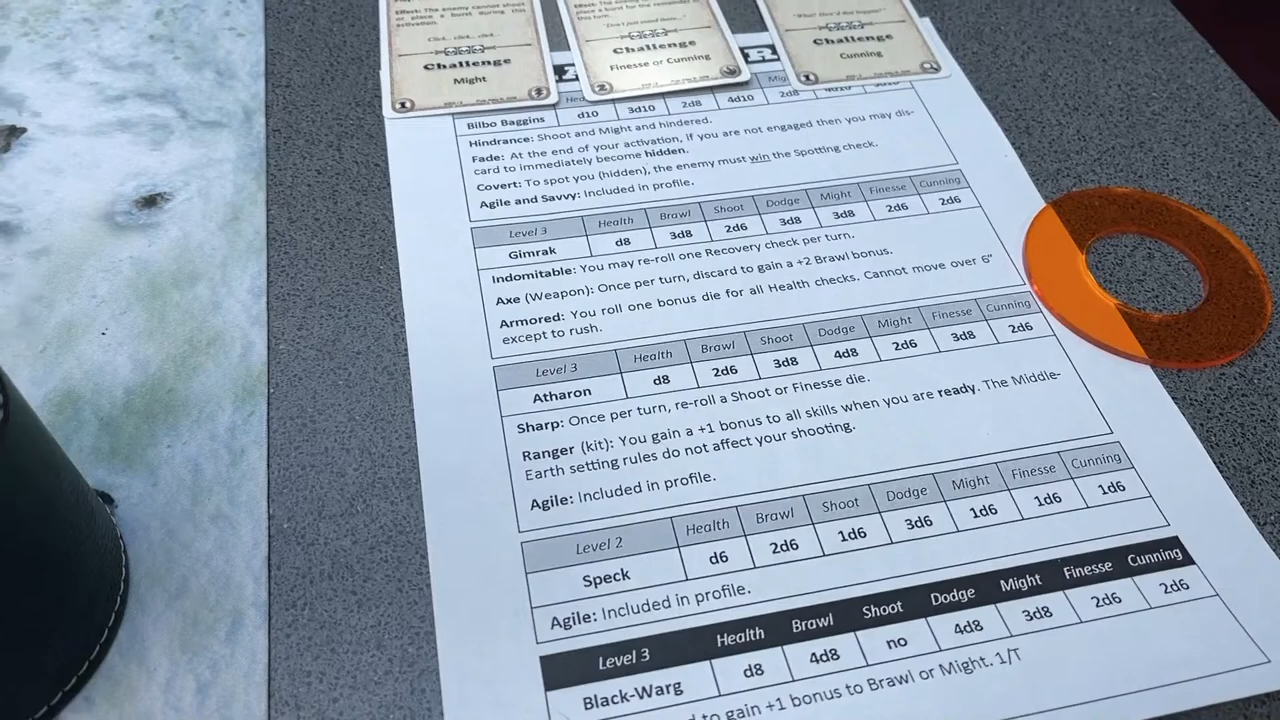 Effect: The enemy cannot shoot
or place a burst during this
activation.
Click... click... click...
Challenge
Might
1
place a burst for the remainder of
this turn.
"Don't just stand there..."
Challenge
Finesse or Cunning
2
"What? How'd that happen?"
Challenge
Cunning
1
Bilbo Baggins d10 3d10 2d8 4d10 2d8
Hindrance: Shoot and Might and hindered.
Fade: At the end of your activation, if you are not engaged then you may dis-
card to immediately become hidden.
Covert: To spot you (hidden), the enemy must win the Spotting check.
Agile and Savvy: Included in profile.
Level 3 Health Brawl Shoot Dodge Might Finesse Cunning
Gimrak d8 3d8 2d6 3d8 3d8 2d6 2d6
Indomitable: You may re-roll one Recovery check per turn.
Axe (Weapon): Once per turn, discard to gain a +2 Brawl bonus.
Armored: You roll one bonus die for all Health checks. Cannot move over 6"
except to rush.
Level 3 Health Brawl Shoot Dodge Might Finesse Cunning
Atharon d8 2d6 3d8 4d8 2d6 3d8 2d6
Sharp: Once per turn, re-roll a Shoot or Finesse die.
Ranger (kit): You gain a +1 bonus to all skills when you are ready. The Middle-
Earth setting rules do not affect your shooting.
Agile: Included in profile.
Level 2 Health Brawl Shoot Dodge Might Finesse Cunning
Speck d6 2d6 1d6 3d6 1d6 1d6 1d6
Agile: Included in profile.
Level 3 Health Brawl Shoot Dodge Might Finesse Cunning
Black-Warg d8 4d8 no 4d8 3d8 2d6 2d6
to gain +1 bonus to Brawl or Might. 1/T